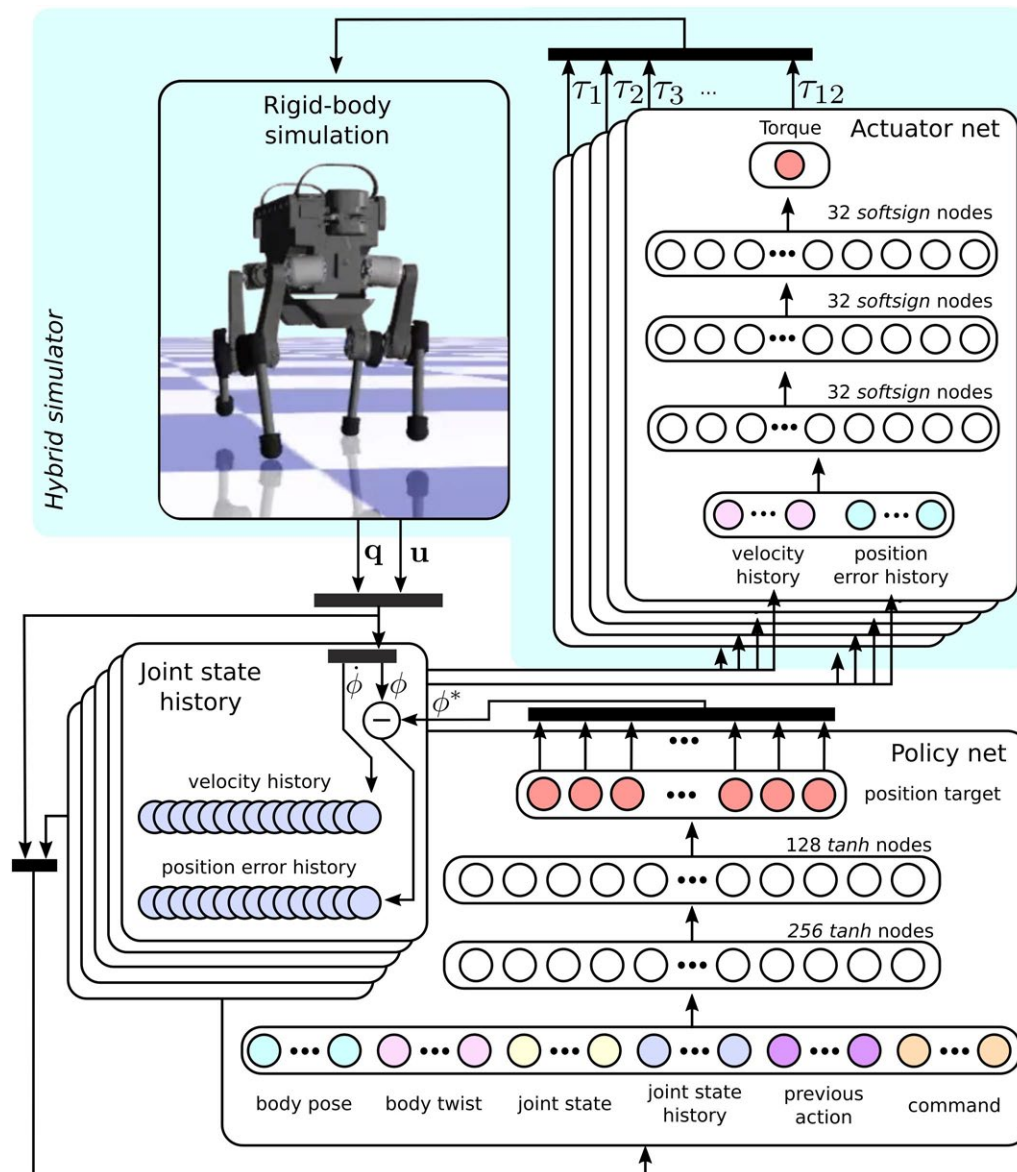 τ1 τ2 τ3 ... τ12
Rigid-body
simulation
Hybrid simulator
Actuator net
Torque
32 softsign nodes
32 softsign nodes
32 softsign nodes
velocity
history
position
error history
q u
Joint state
history
ϕ̇ ϕ ϕ*
velocity history
position error history
Policy net
position target
128 tanh nodes
256 tanh nodes
body pose
body twist
joint state
joint state
history
previous
action
command